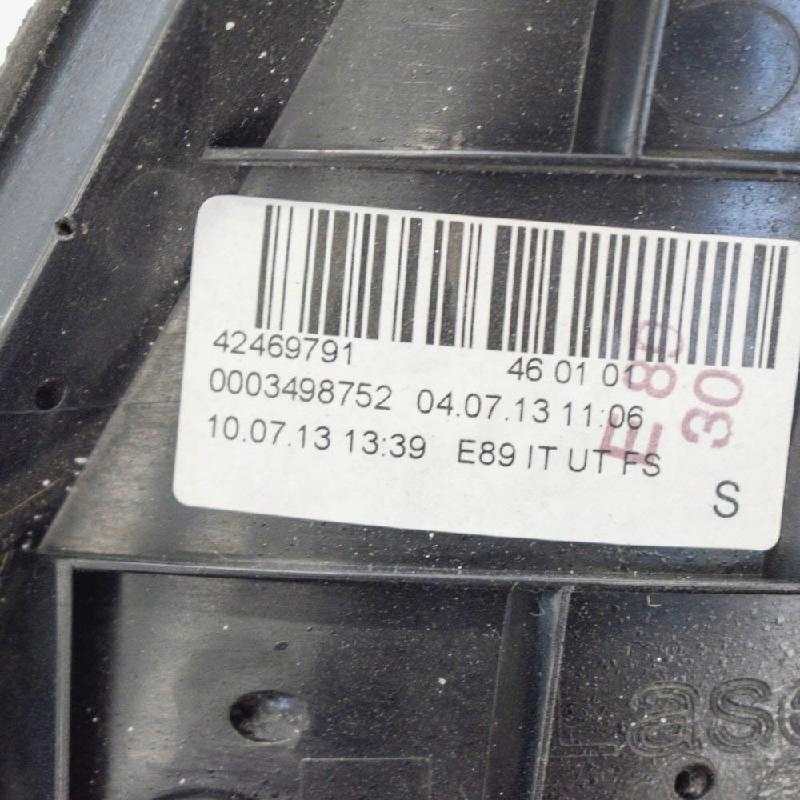 42469791 46 01 01
0003498752 04.07.13 11:06
10.07.13 13:39 E89 IT UT FS
S
E 89
30